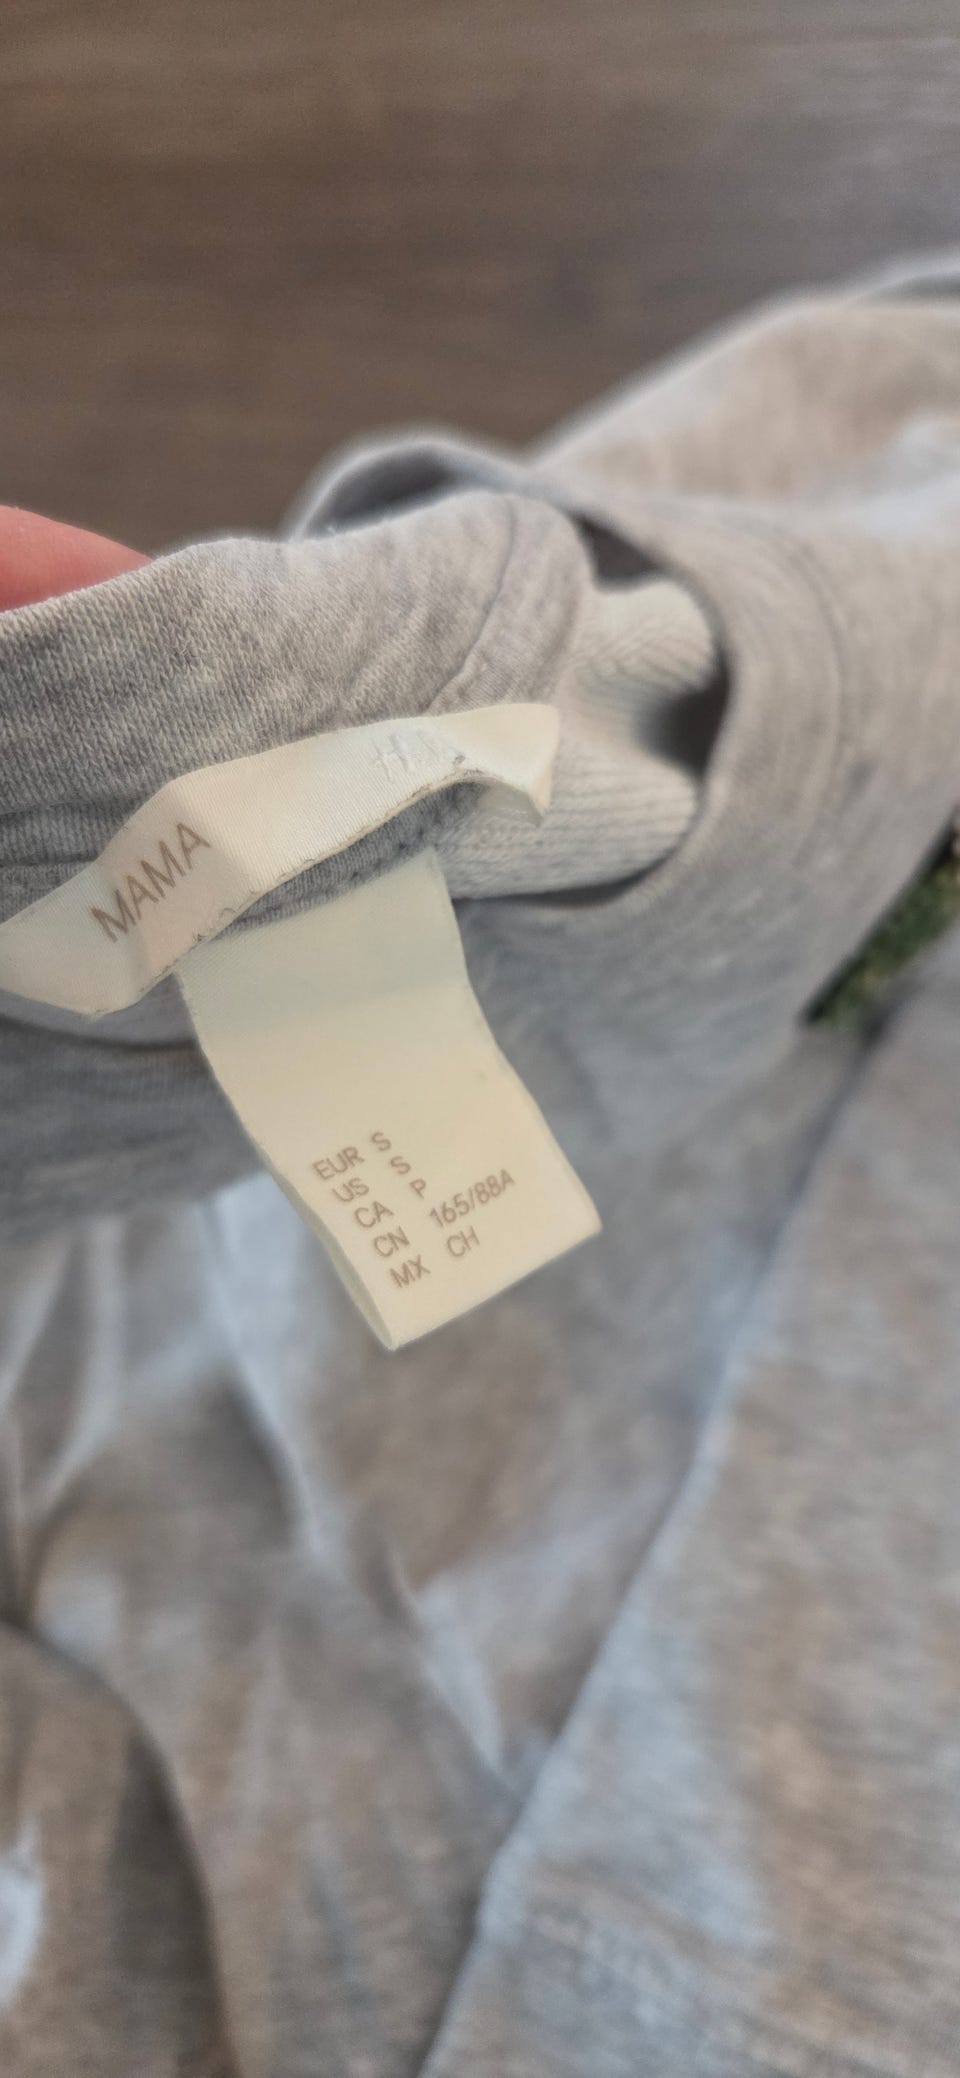 MAMA
EUR S
US S
CA P
CN 165/88A
MX CH